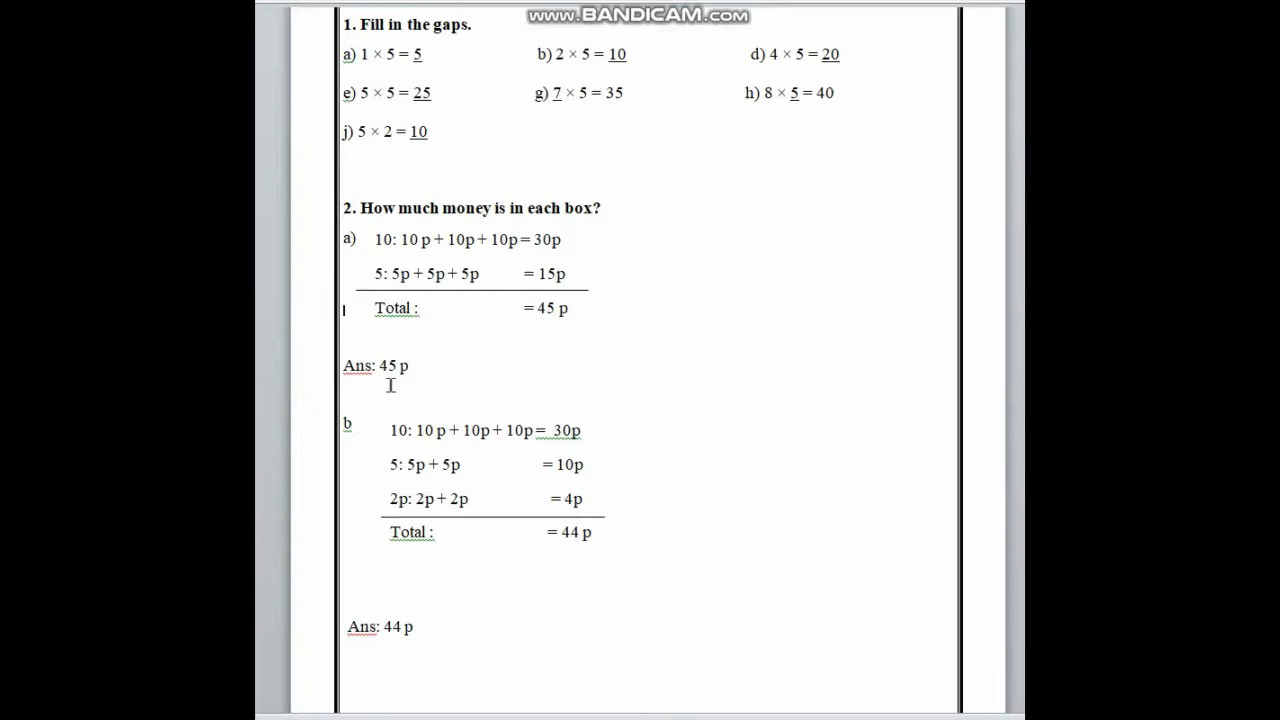 www.BANDICAM.com
1. Fill in the gaps.
a) 1 × 5 = 5 b) 2 × 5 = 10 d) 4 × 5 = 20
e) 5 × 5 = 25 g) 7 × 5 = 35 h) 8 × 5 = 40
j) 5 × 2 = 10
2. How much money is in each box?
a) 10: 10 p + 10p + 10p = 30p
5: 5p + 5p + 5p = 15p
Total : = 45 p
Ans: 45 p
b 10: 10 p + 10p + 10p = 30p
5: 5p + 5p = 10p
2p: 2p + 2p = 4p
Total : = 44 p
Ans: 44 p